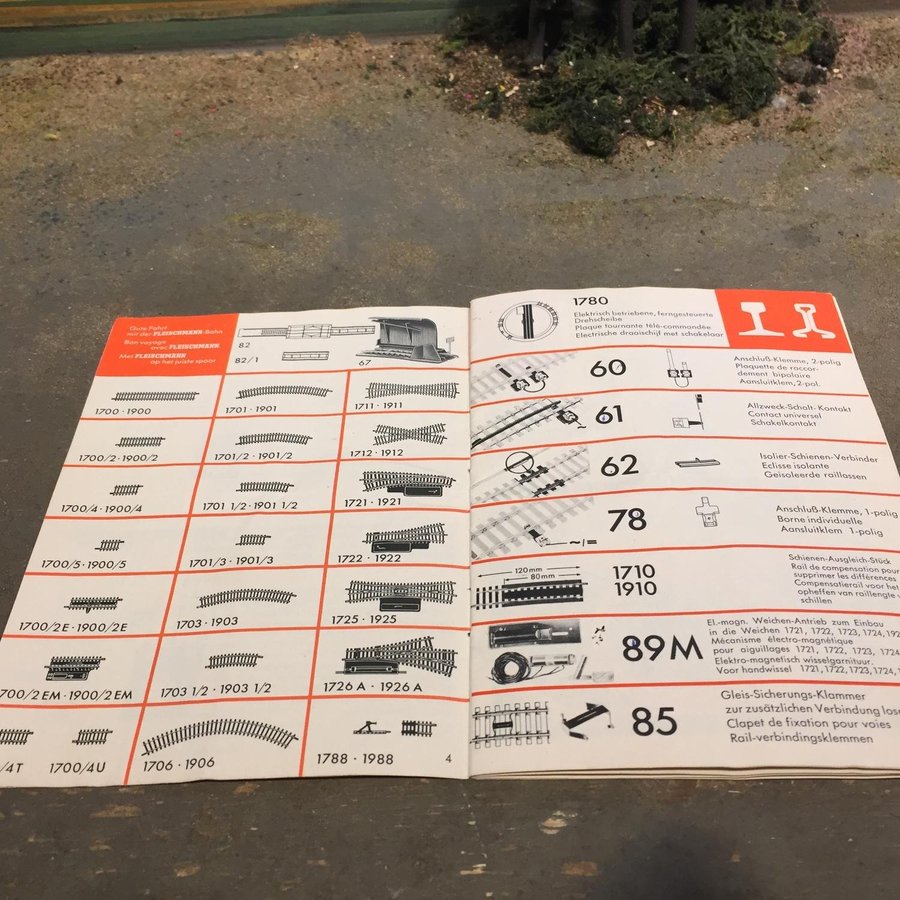 Gute Fahrt
mit der FLEISCHMANN-Bahn
Bon voyage
avec FLEISCHMANN
Met FLEISCHMANN
op het juiste spoor
82
82/1
67
1700 · 1900
1701 · 1901
1711 · 1911
1700/2 · 1900/2
1701/2 · 1901/2
1712 · 1912
1700/4 · 1900/4
1701 1/2 · 1901 1/2
1721 · 1921
1700/5 · 1900/5
1701/3 · 1901/3
1722 · 1922
1700/2E · 1900/2E
1703 · 1903
1725 · 1925
700/2 EM · 1900/2 EM
1703 1/2 · 1903 1/2
1726 A · 1926 A
/4T
1700/4U
1706 · 1906
1788 · 1988
4
1780
Elektrisch betriebene, ferngesteuerte
Drehscheibe
Plaque tournante télé-commandée
Electrische draaischijf met schakelaar
60
Anschluß-Klemme, 2-polig
Plaquette de raccor-
dement bipolaire
Aansluitklem, 2-pol.
61
~
Allzweck-Schalt-Kontakt
Contact universel
Schakelkontakt
62
Isolier-Schienen-Verbinder
Eclisse isolante
Geisoleerde raillassen
78
~/=
Anschluß-Klemme, 1-polig
Borne individuelle
Aansluitklem 1-polig
120 mm
80 mm
1710
1910
Schienen-Ausgleich-Stück
Rail de compensation pour
supprimer les différences
Compensatierail voor het
opheffen van raillengte
schillen
89M
El.-magn. Weichen-Antrieb zum Einbau
in die Weichen 1721, 1722, 1723, 1724, 192
Mécanisme électro-magnétique
pour aiguillages 1721, 1722, 1723, 1724
Elektro-magnetisch wisselgarnituur.
Voor handwissel 1721, 1722, 1723, 1724, 1
85
Gleis-Sicherungs-Klammer
zur zusätzlichen Verbindung lose
Clapet de fixation pour voies
Rail-verbindingsklemmen